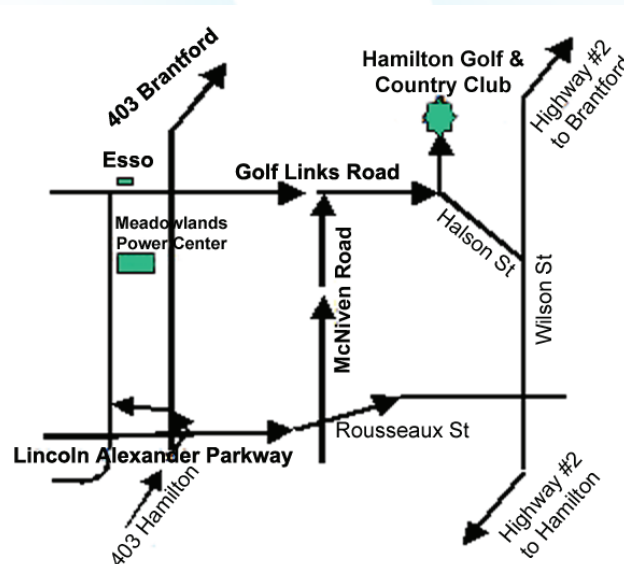 403 Brantford
Hamilton Golf &
Country Club
Highway #2
to Brantford
Esso
Golf Links Road
Meadowlands
Power Center
Halson St
McNiven Road
Wilson St
Rousseaux St
Lincoln Alexander Parkway
403 Hamilton
Highway #2
to Hamilton